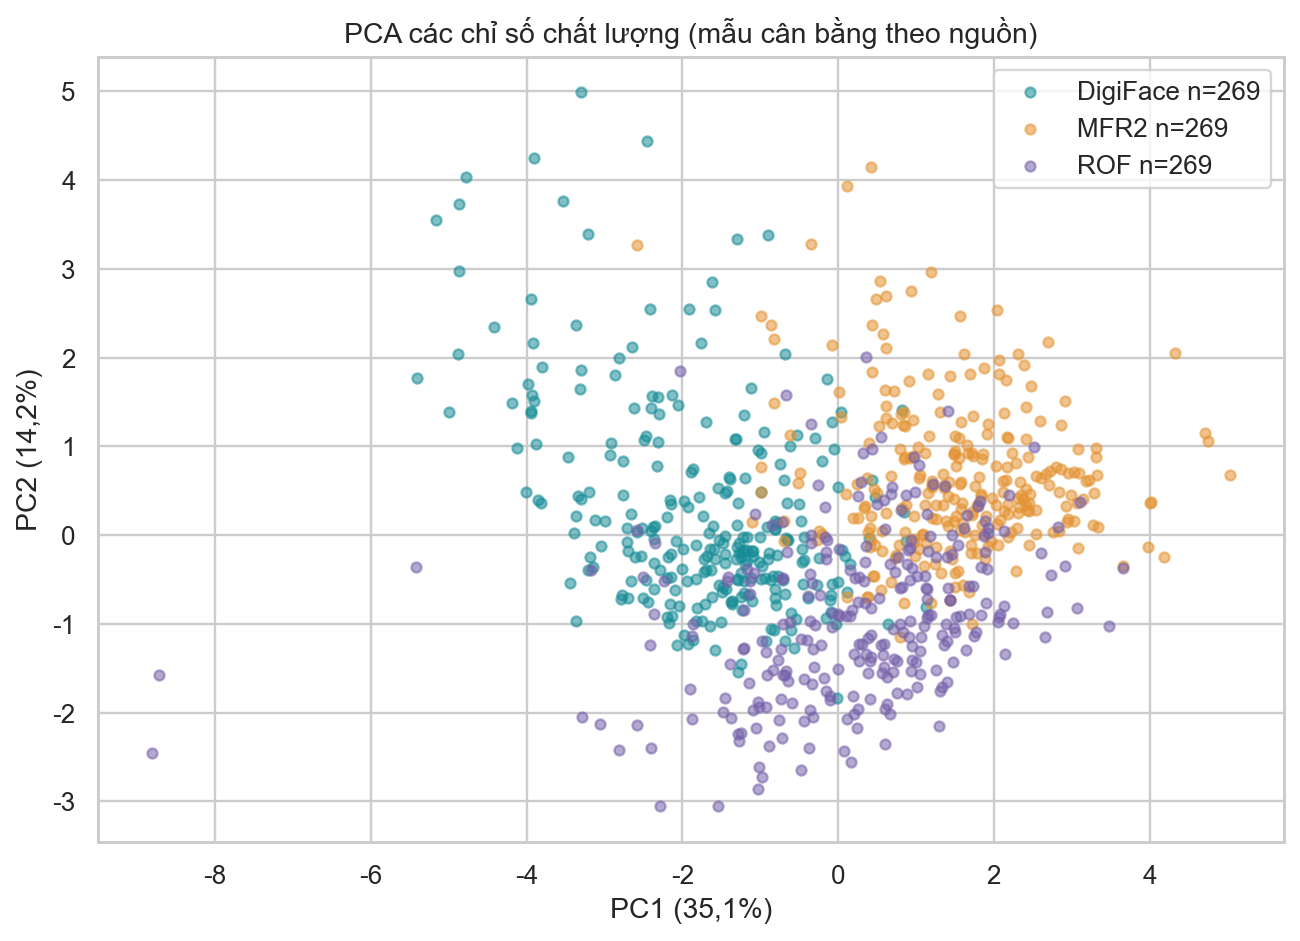 PCA các chỉ số chất lượng (mẫu cân bằng theo nguồn)
DigiFace n=269
MFR2 n=269
ROF n=269
PC2 (14,2%)
5
4
3
2
1
0
-1
-2
-3
-8 -6 -4 -2 0 2 4
PC1 (35,1%)